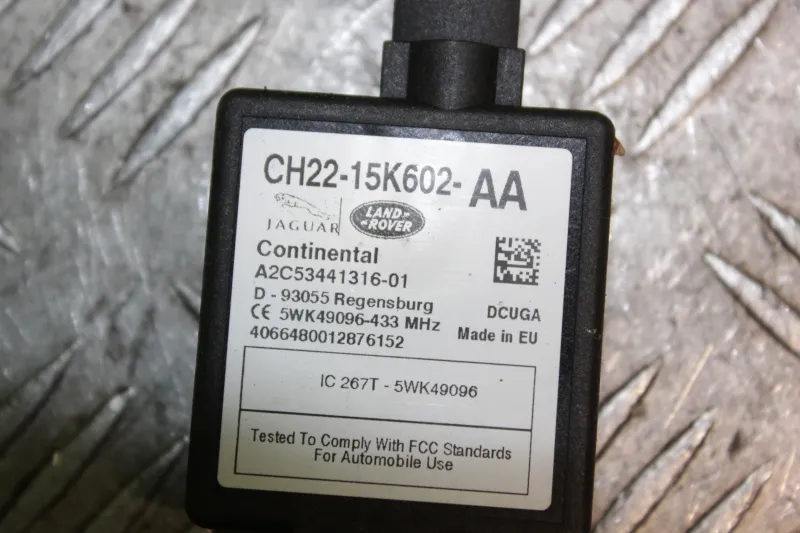 CH22-15K602-AA
JAGUAR
LAND-
-ROVER
Continental
A2C53441316-01
D - 93055 Regensburg
CE 5WK49096-433 MHz
4066480012876152
DCUGA
Made in EU
IC 267T - 5WK49096
Tested To Comply With FCC Standards
For Automobile Use